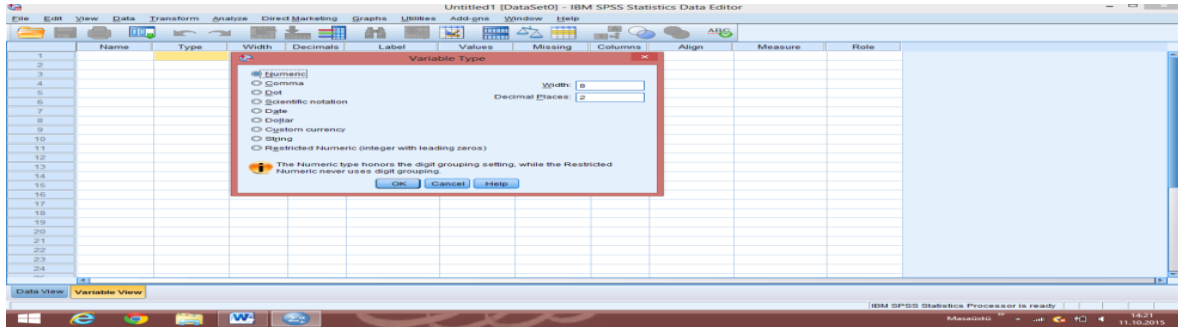 Untitled1 [DataSet0] - IBM SPSS Statistics Data Editor
File Edit View Data Transform Analyze Direct Marketing Graphs Utilities Add-ons Window Help
Name Type Width Decimals Label Values Missing Columns Align Measure Role
Variable Type
Numeric
Comma
Dot
Scientific notation
Date
Dollar
Custom currency
String
Restricted Numeric (integer with leading zeros)
Width: 8
Decimal Places: 2
The Numeric type honors the digit grouping setting, while the Restricted
Numeric never uses digit grouping.
OK Cancel Help
1
2
3
4
5
6
7
8
9
10
11
12
13
14
15
16
17
18
19
20
21
22
23
24
Data View Variable View
IBM SPSS Statistics Processor is ready
Masaüstü
14:21
11.10.2015